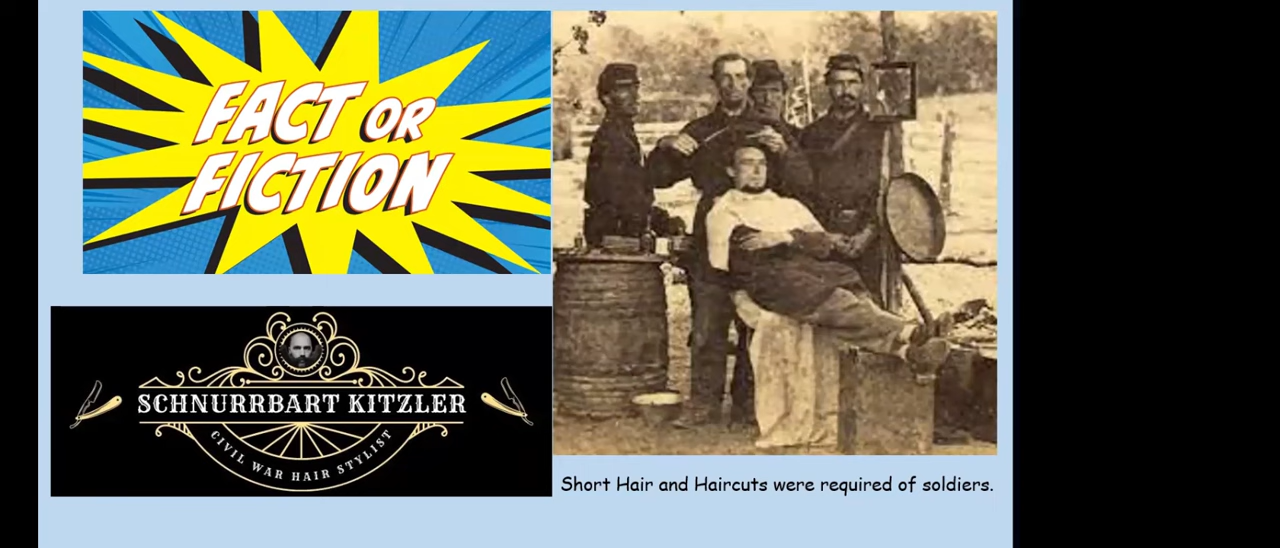 FACT OR
FICTION
SCHNURRBART KITZLER
CIVIL WAR HAIR STYLIST
Short Hair and Haircuts were required of soldiers.